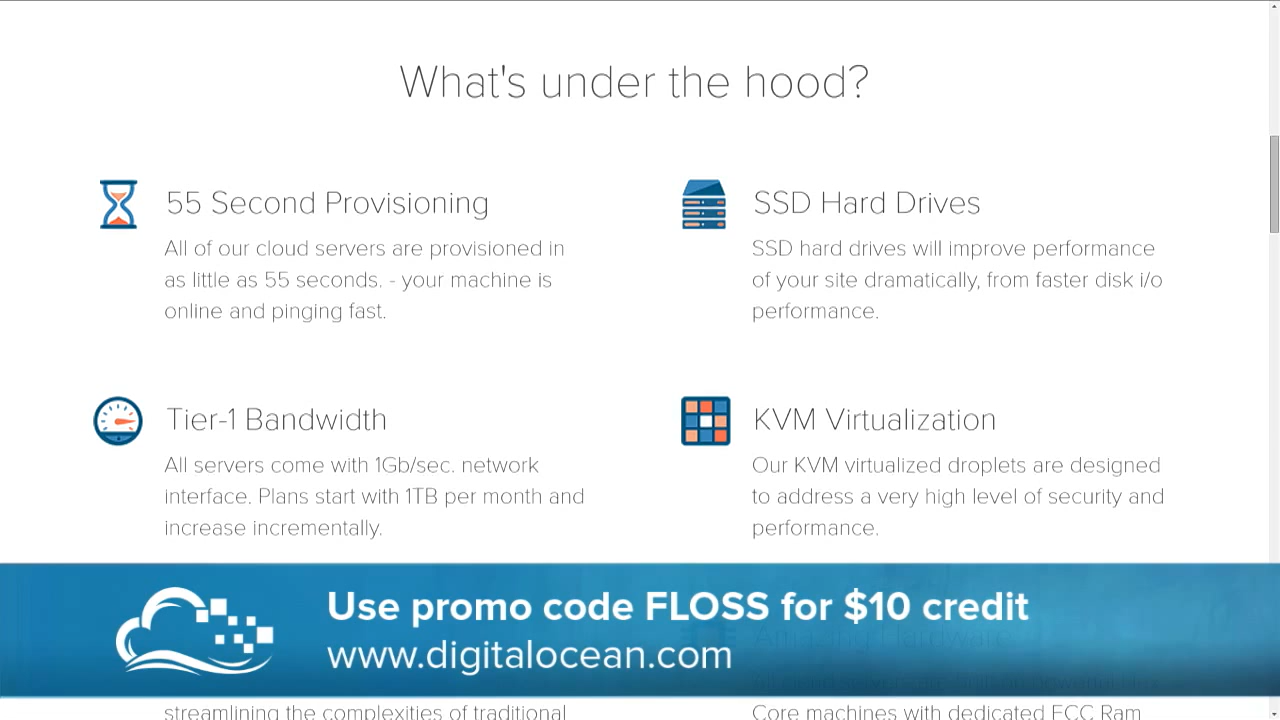 What's under the hood?
55 Second Provisioning
All of our cloud servers are provisioned in
as little as 55 seconds. - your machine is
online and pinging fast.
SSD Hard Drives
SSD hard drives will improve performance
of your site dramatically, from faster disk i/o
performance.
Tier-1 Bandwidth
All servers come with 1Gb/sec. network
interface. Plans start with 1TB per month and
increase incrementally.
KVM Virtualization
Our KVM virtualized droplets are designed
to address a very high level of security and
performance.
Use promo code FLOSS for $10 credit
www.digitalocean.com
Amazing Hardware
streamlining the complexities of traditional
Core machines with dedicated ECC Ram